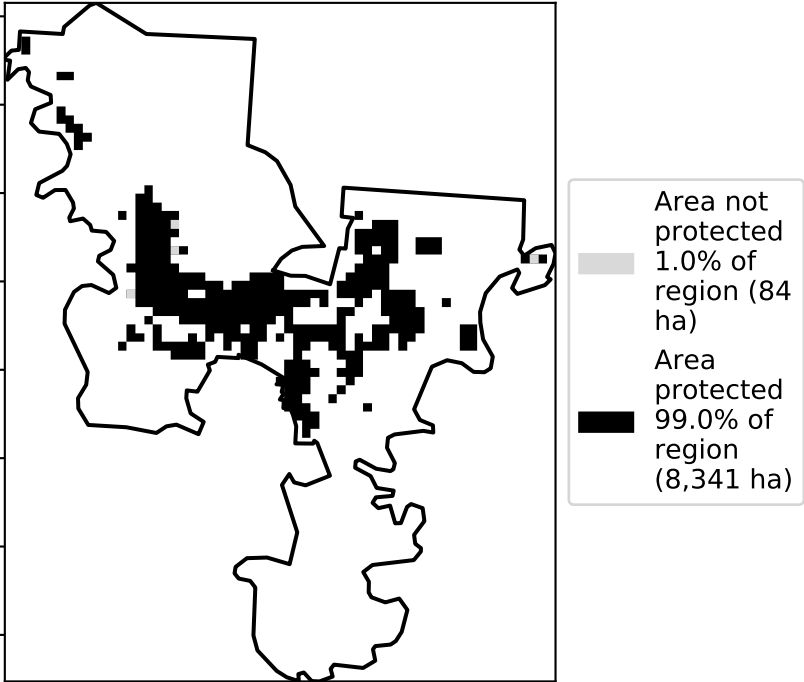 Area not
protected
1.0% of
region (84
ha)
Area
protected
99.0% of
region
(8,341 ha)